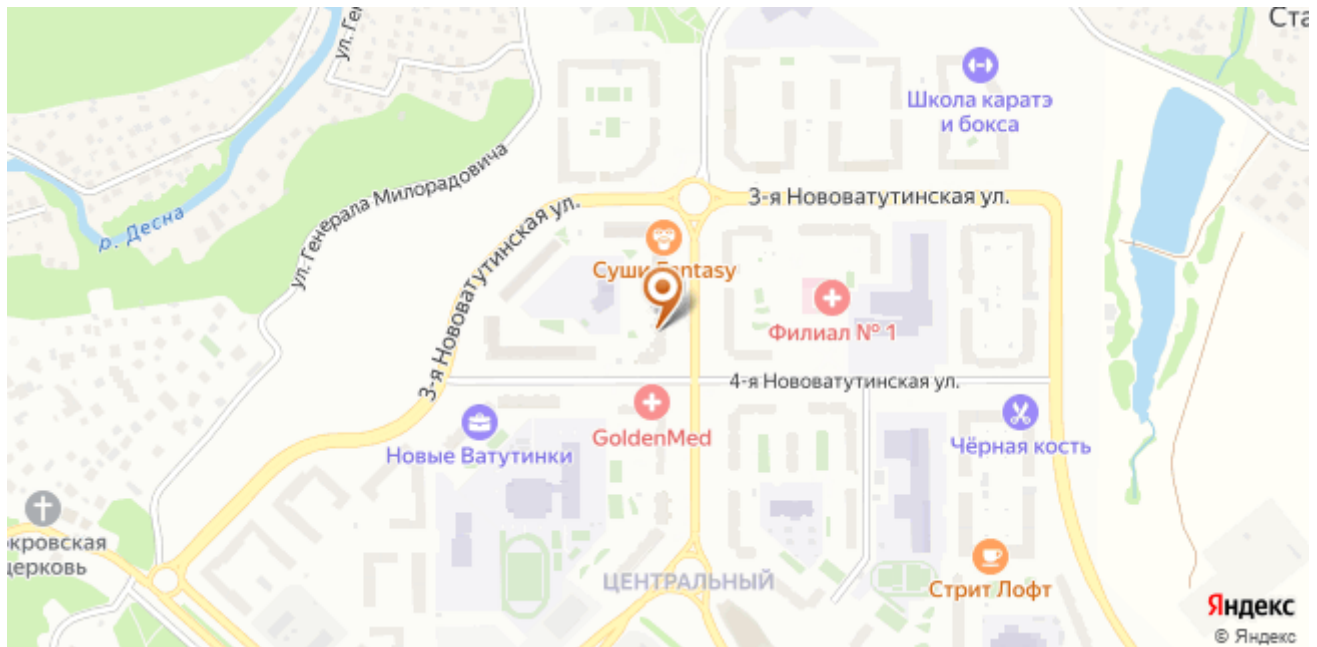 Ста
ул. Ге
Школа каратэ
и бокса
ул. Генерала Милорадовича
3-я Нововатутинская ул.
3-я Нововатутинская ул.
р. Десна
Суши Fantasy
Филиал № 1
4-я Нововатутинская ул.
GoldenMed
Новые Ватутинки
Чёрная кость
окровская
церковь
ЦЕНТРАЛЬНЫЙ
Стрит Лофт
Яндекс
© Яндекс